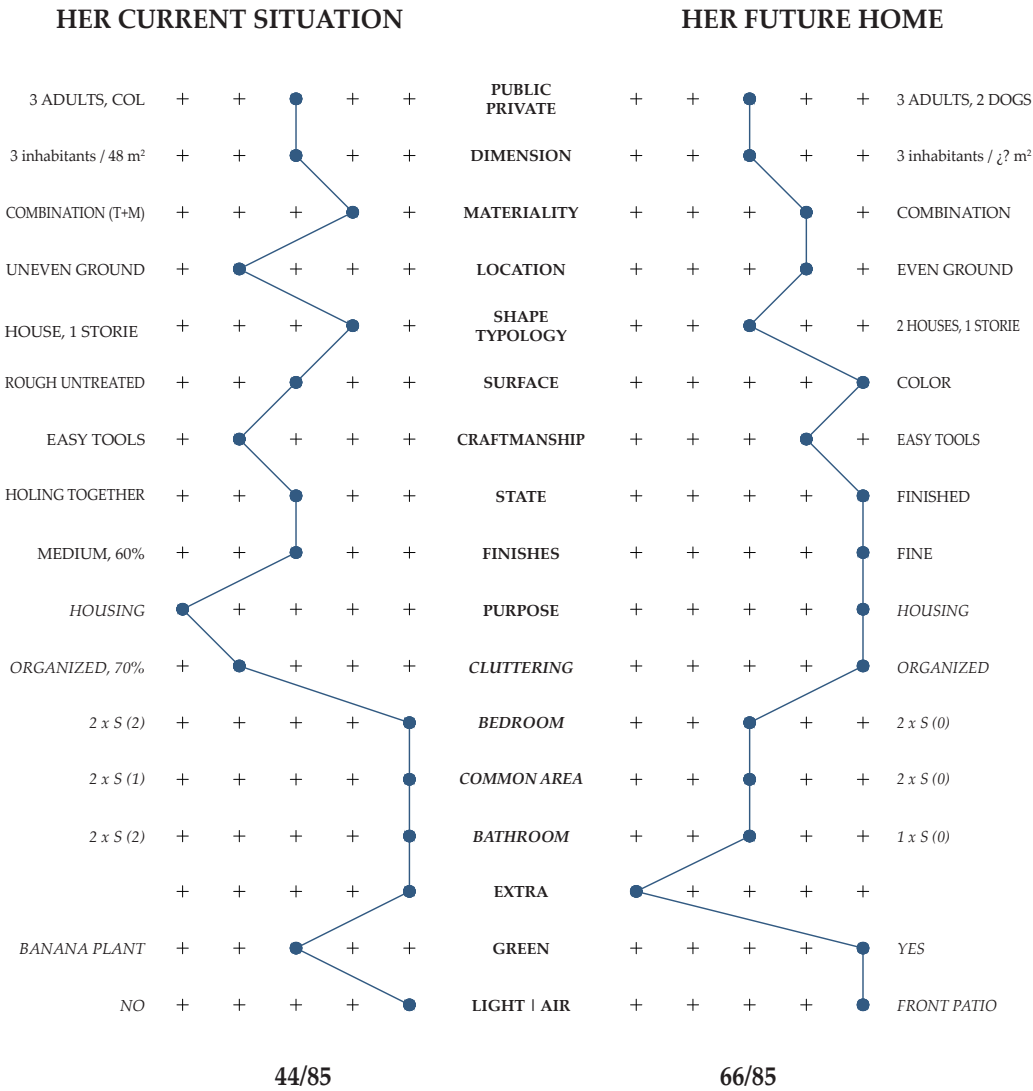 HER CURRENT SITUATION
HER FUTURE HOME
3 ADULTS, COL
PUBLIC
PRIVATE
3 ADULTS, 2 DOGS
3 inhabitants / 48 m²
DIMENSION
3 inhabitants / ¿? m²
COMBINATION (T+M)
MATERIALITY
COMBINATION
UNEVEN GROUND
LOCATION
EVEN GROUND
HOUSE, 1 STORIE
SHAPE
TYPOLOGY
2 HOUSES, 1 STORIE
ROUGH UNTREATED
SURFACE
COLOR
EASY TOOLS
CRAFTMANSHIP
EASY TOOLS
HOLING TOGETHER
STATE
FINISHED
MEDIUM, 60%
FINISHES
FINE
HOUSING
PURPOSE
HOUSING
ORGANIZED, 70%
CLUTTERING
ORGANIZED
2 x S (2)
BEDROOM
2 x S (0)
2 x S (1)
COMMON AREA
2 x S (0)
2 x S (2)
BATHROOM
1 x S (0)
EXTRA
BANANA PLANT
GREEN
YES
NO
LIGHT | AIR
FRONT PATIO
44/85
66/85